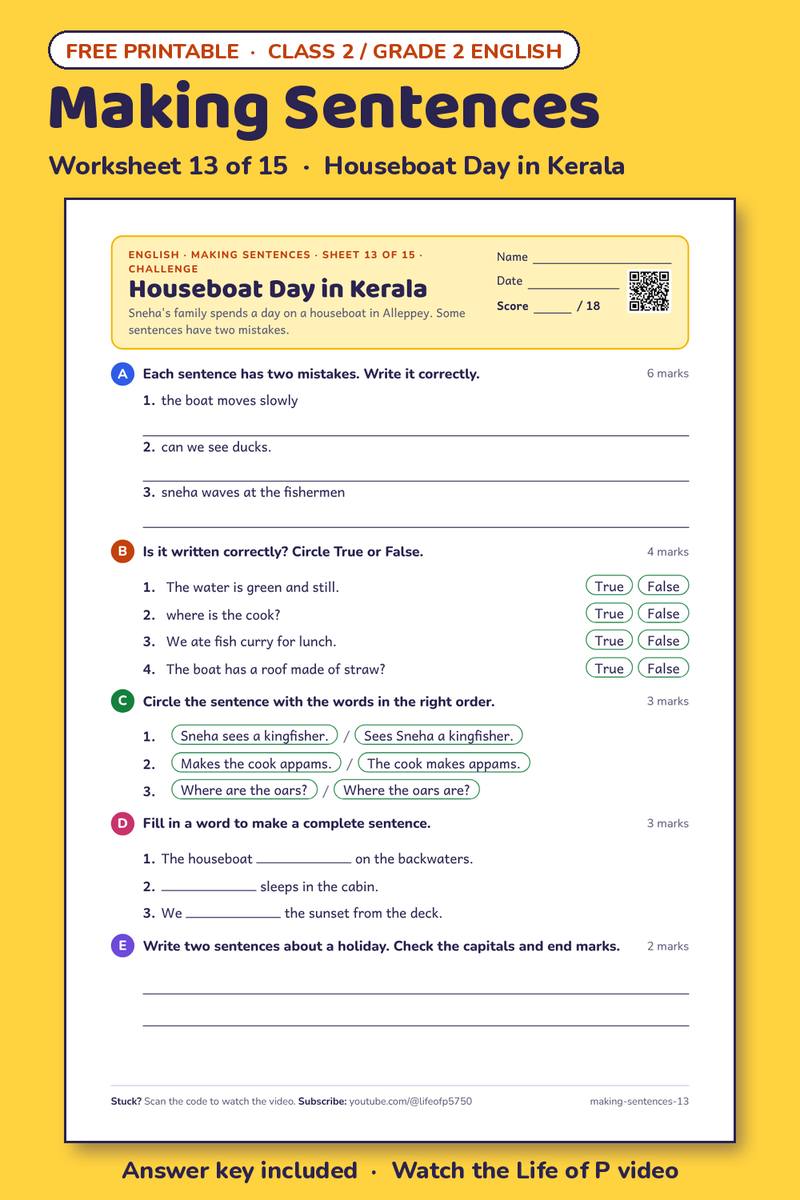 FREE PRINTABLE · CLASS 2 / GRADE 2 ENGLISH
Making Sentences
Worksheet 13 of 15 · Houseboat Day in Kerala
ENGLISH · MAKING SENTENCES · SHEET 13 OF 15 ·
CHALLENGE
Houseboat Day in Kerala
Sneha's family spends a day on a houseboat in Alleppey. Some
sentences have two mistakes.
Name
Date
Score / 18
A Each sentence has two mistakes. Write it correctly. 6 marks
1. the boat moves slowly
2. can we see ducks.
3. sneha waves at the fishermen
B Is it written correctly? Circle True or False. 4 marks
1. The water is green and still. True False
2. where is the cook? True False
3. We ate fish curry for lunch. True False
4. The boat has a roof made of straw? True False
C Circle the sentence with the words in the right order. 3 marks
1. Sneha sees a kingfisher. / Sees Sneha a kingfisher.
2. Makes the cook appams. / The cook makes appams.
3. Where are the oars? / Where the oars are?
D Fill in a word to make a complete sentence. 3 marks
1. The houseboat ____________ on the backwaters.
2. ____________ sleeps in the cabin.
3. We ____________ the sunset from the deck.
E Write two sentences about a holiday. Check the capitals and end marks. 2 marks
Stuck? Scan the code to watch the video. Subscribe: youtube.com/@lifeofp5750 making-sentences-13
Answer key included · Watch the Life of P video